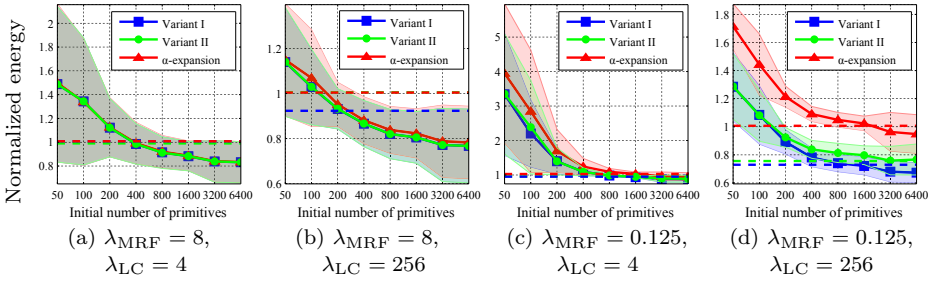 Normalized energy
2
1.8
1.6
1.4
1.2
1
0.8
Variant I
Variant II
α-expansion
50 100 200 400 800 1600 3200 6400
Initial number of primitives
(a) λMRF = 8,
λLC = 4
1.2
1.0
0.8
0.6
Variant I
Variant II
α-expansion
50 100 200 400 800 1600 3200 6400
Initial number of primitives
(b) λMRF = 8,
λLC = 256
5
4
3
2
1
Variant I
Variant II
α-expansion
50 100 200 400 800 1600 3200 6400
Initial number of primitives
(c) λMRF = 0.125,
λLC = 4
1.8
1.6
1.4
1.2
1
0.8
0.6
Variant I
Variant II
α-expansion
50 100 200 400 800 1600 3200 6400
Initial number of primitives
(d) λMRF = 0.125,
λLC = 256